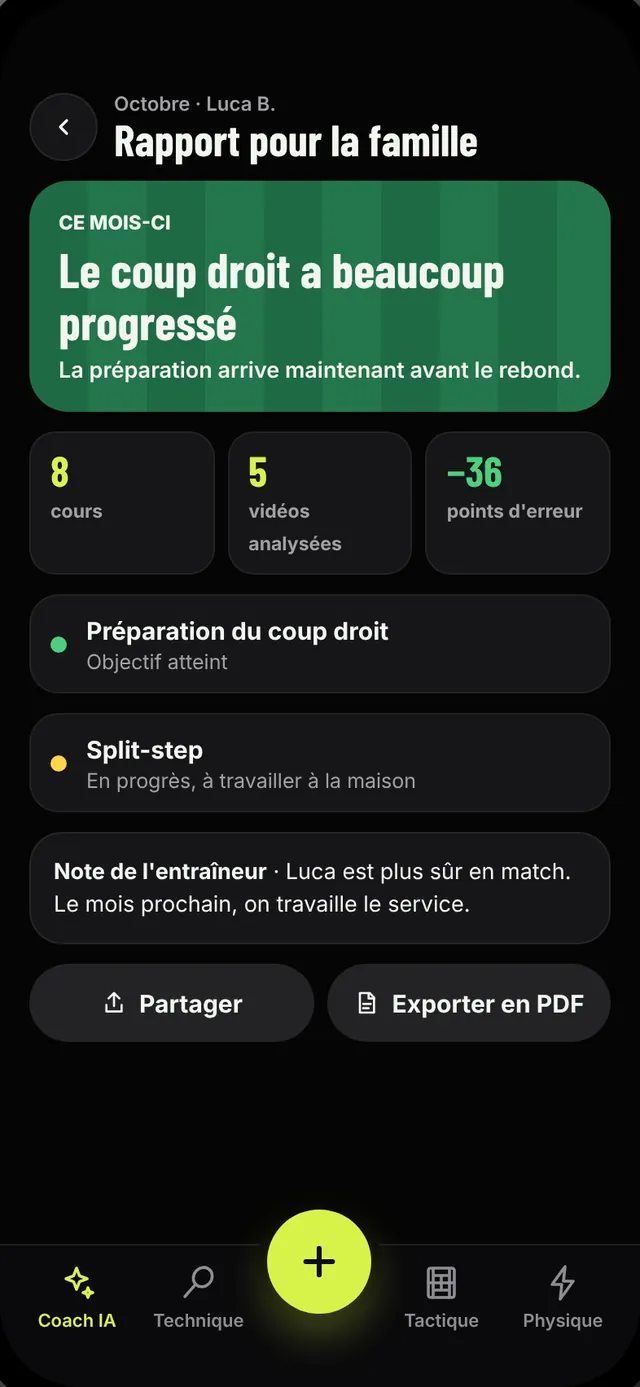 Octobre · Luca B.
Rapport pour la famille
CE MOIS-CI
Le coup droit a beaucoup
progressé
La préparation arrive maintenant avant le rebond.
8
cours
5
vidéos
analysées
−36
points d'erreur
Préparation du coup droit
Objectif atteint
Split-step
En progrès, à travailler à la maison
Note de l'entraîneur · Luca est plus sûr en match.
Le mois prochain, on travaille le service.
Partager
Exporter en PDF
Coach IA
Technique
Tactique
Physique